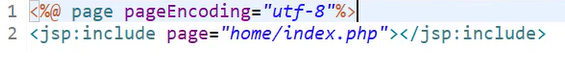 1 <%@ page pageEncoding="utf-8"%>
2 <jsp:include page="home/index.php"></jsp:include>